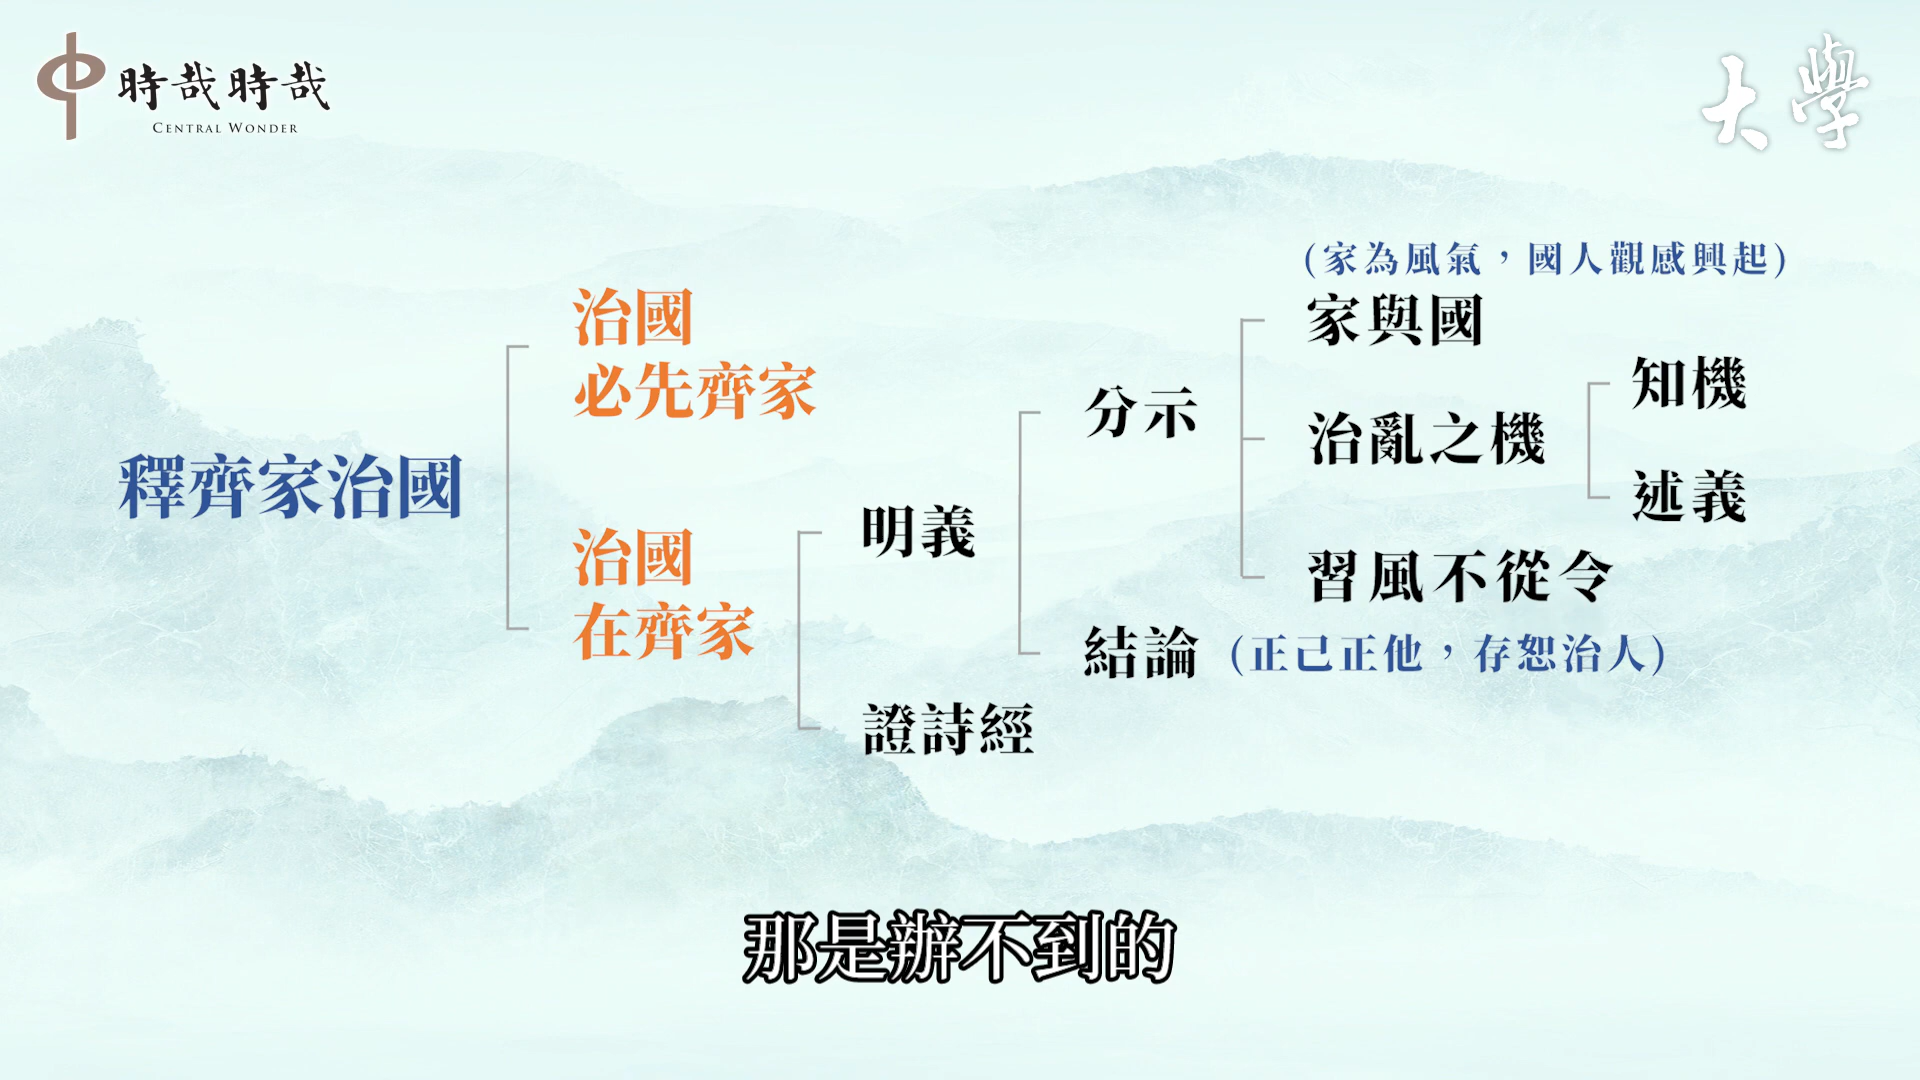 時哉時哉
CENTRAL WONDER
大學
釋齊家治國
治國
必先齊家
治國
在齊家
明義
證詩經
分示
結論 (正己正他,存恕治人)
(家為風氣,國人觀感興起)
家與國
治亂之機
習風不從令
知機
述義
那是辦不到的